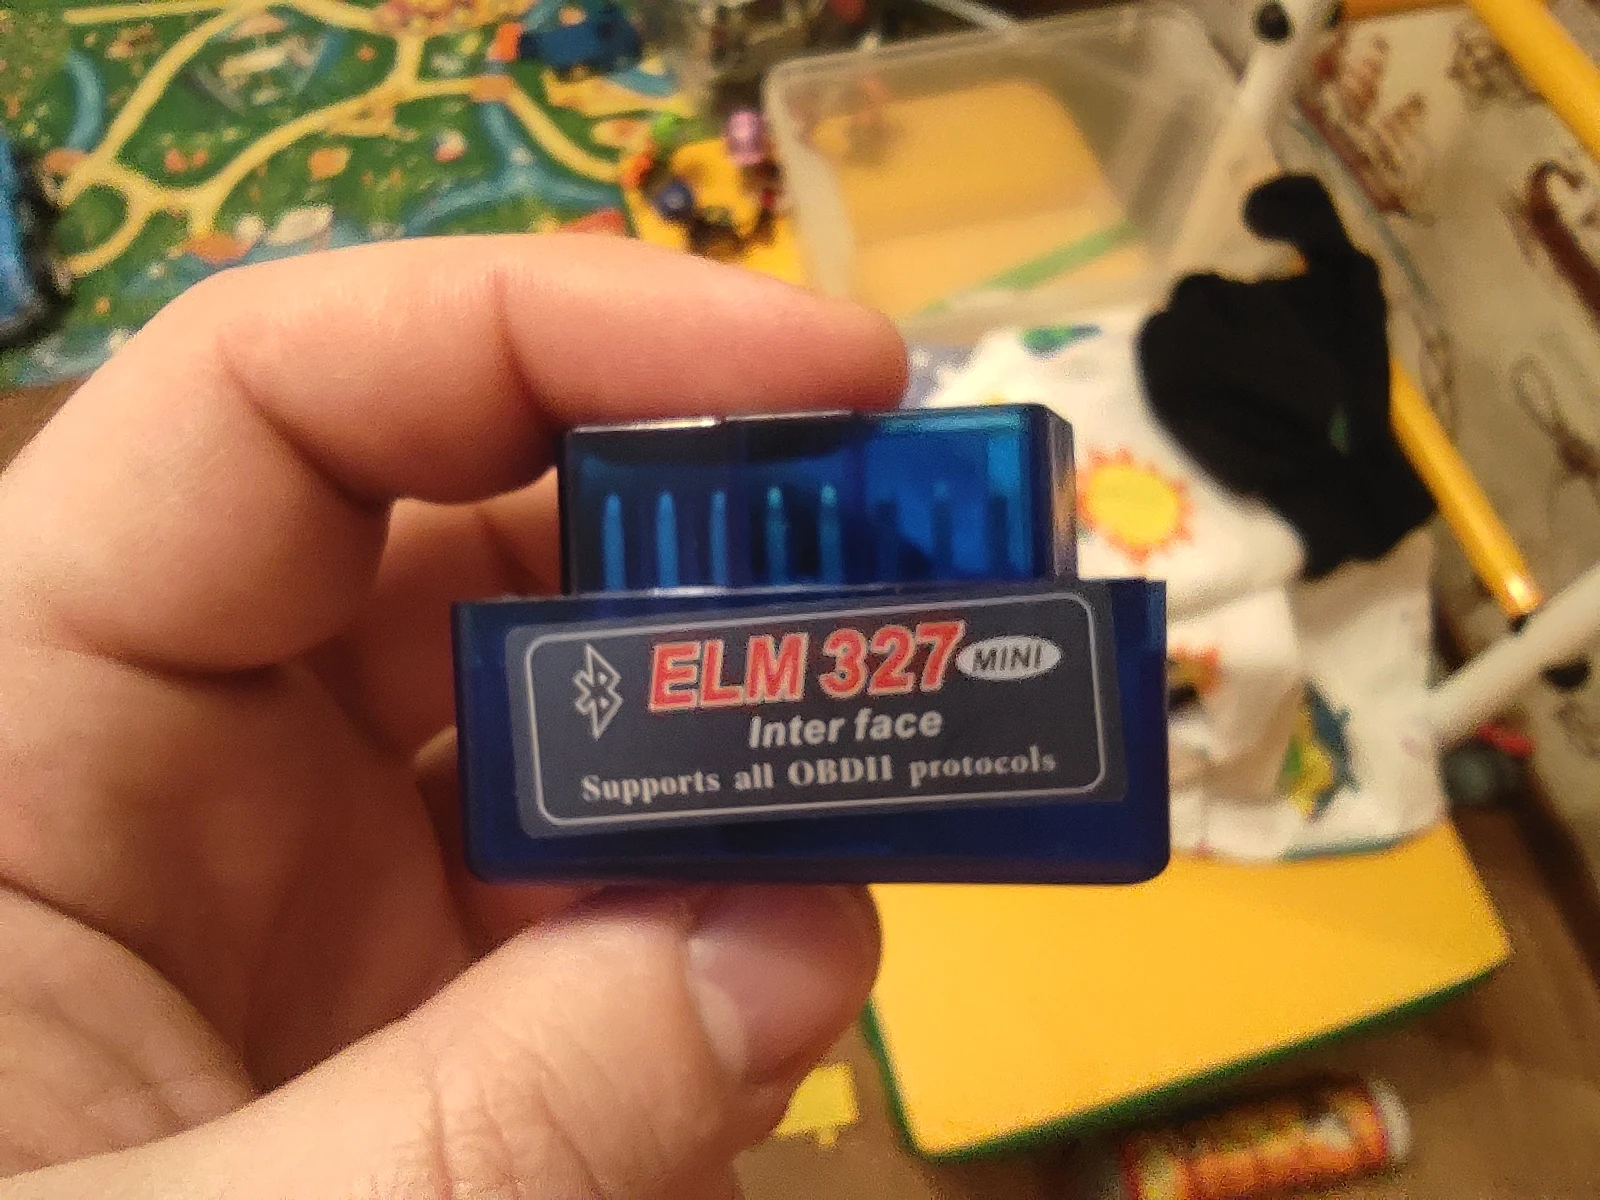 ELM 327 MINI
Inter face
Supports all OBDII protocols